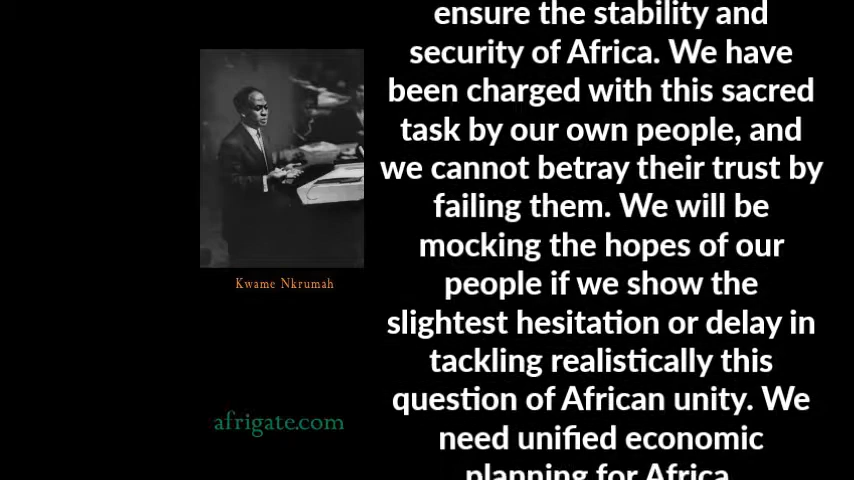 ensure the stability and
security of Africa. We have
been charged with this sacred
task by our own people, and
we cannot betray their trust by
failing them. We will be
mocking the hopes of our
people if we show the
slightest hesitation or delay in
tackling realistically this
question of African unity. We
need unified economic
planning for Africa.
Kwame Nkrumah
afrigate.com